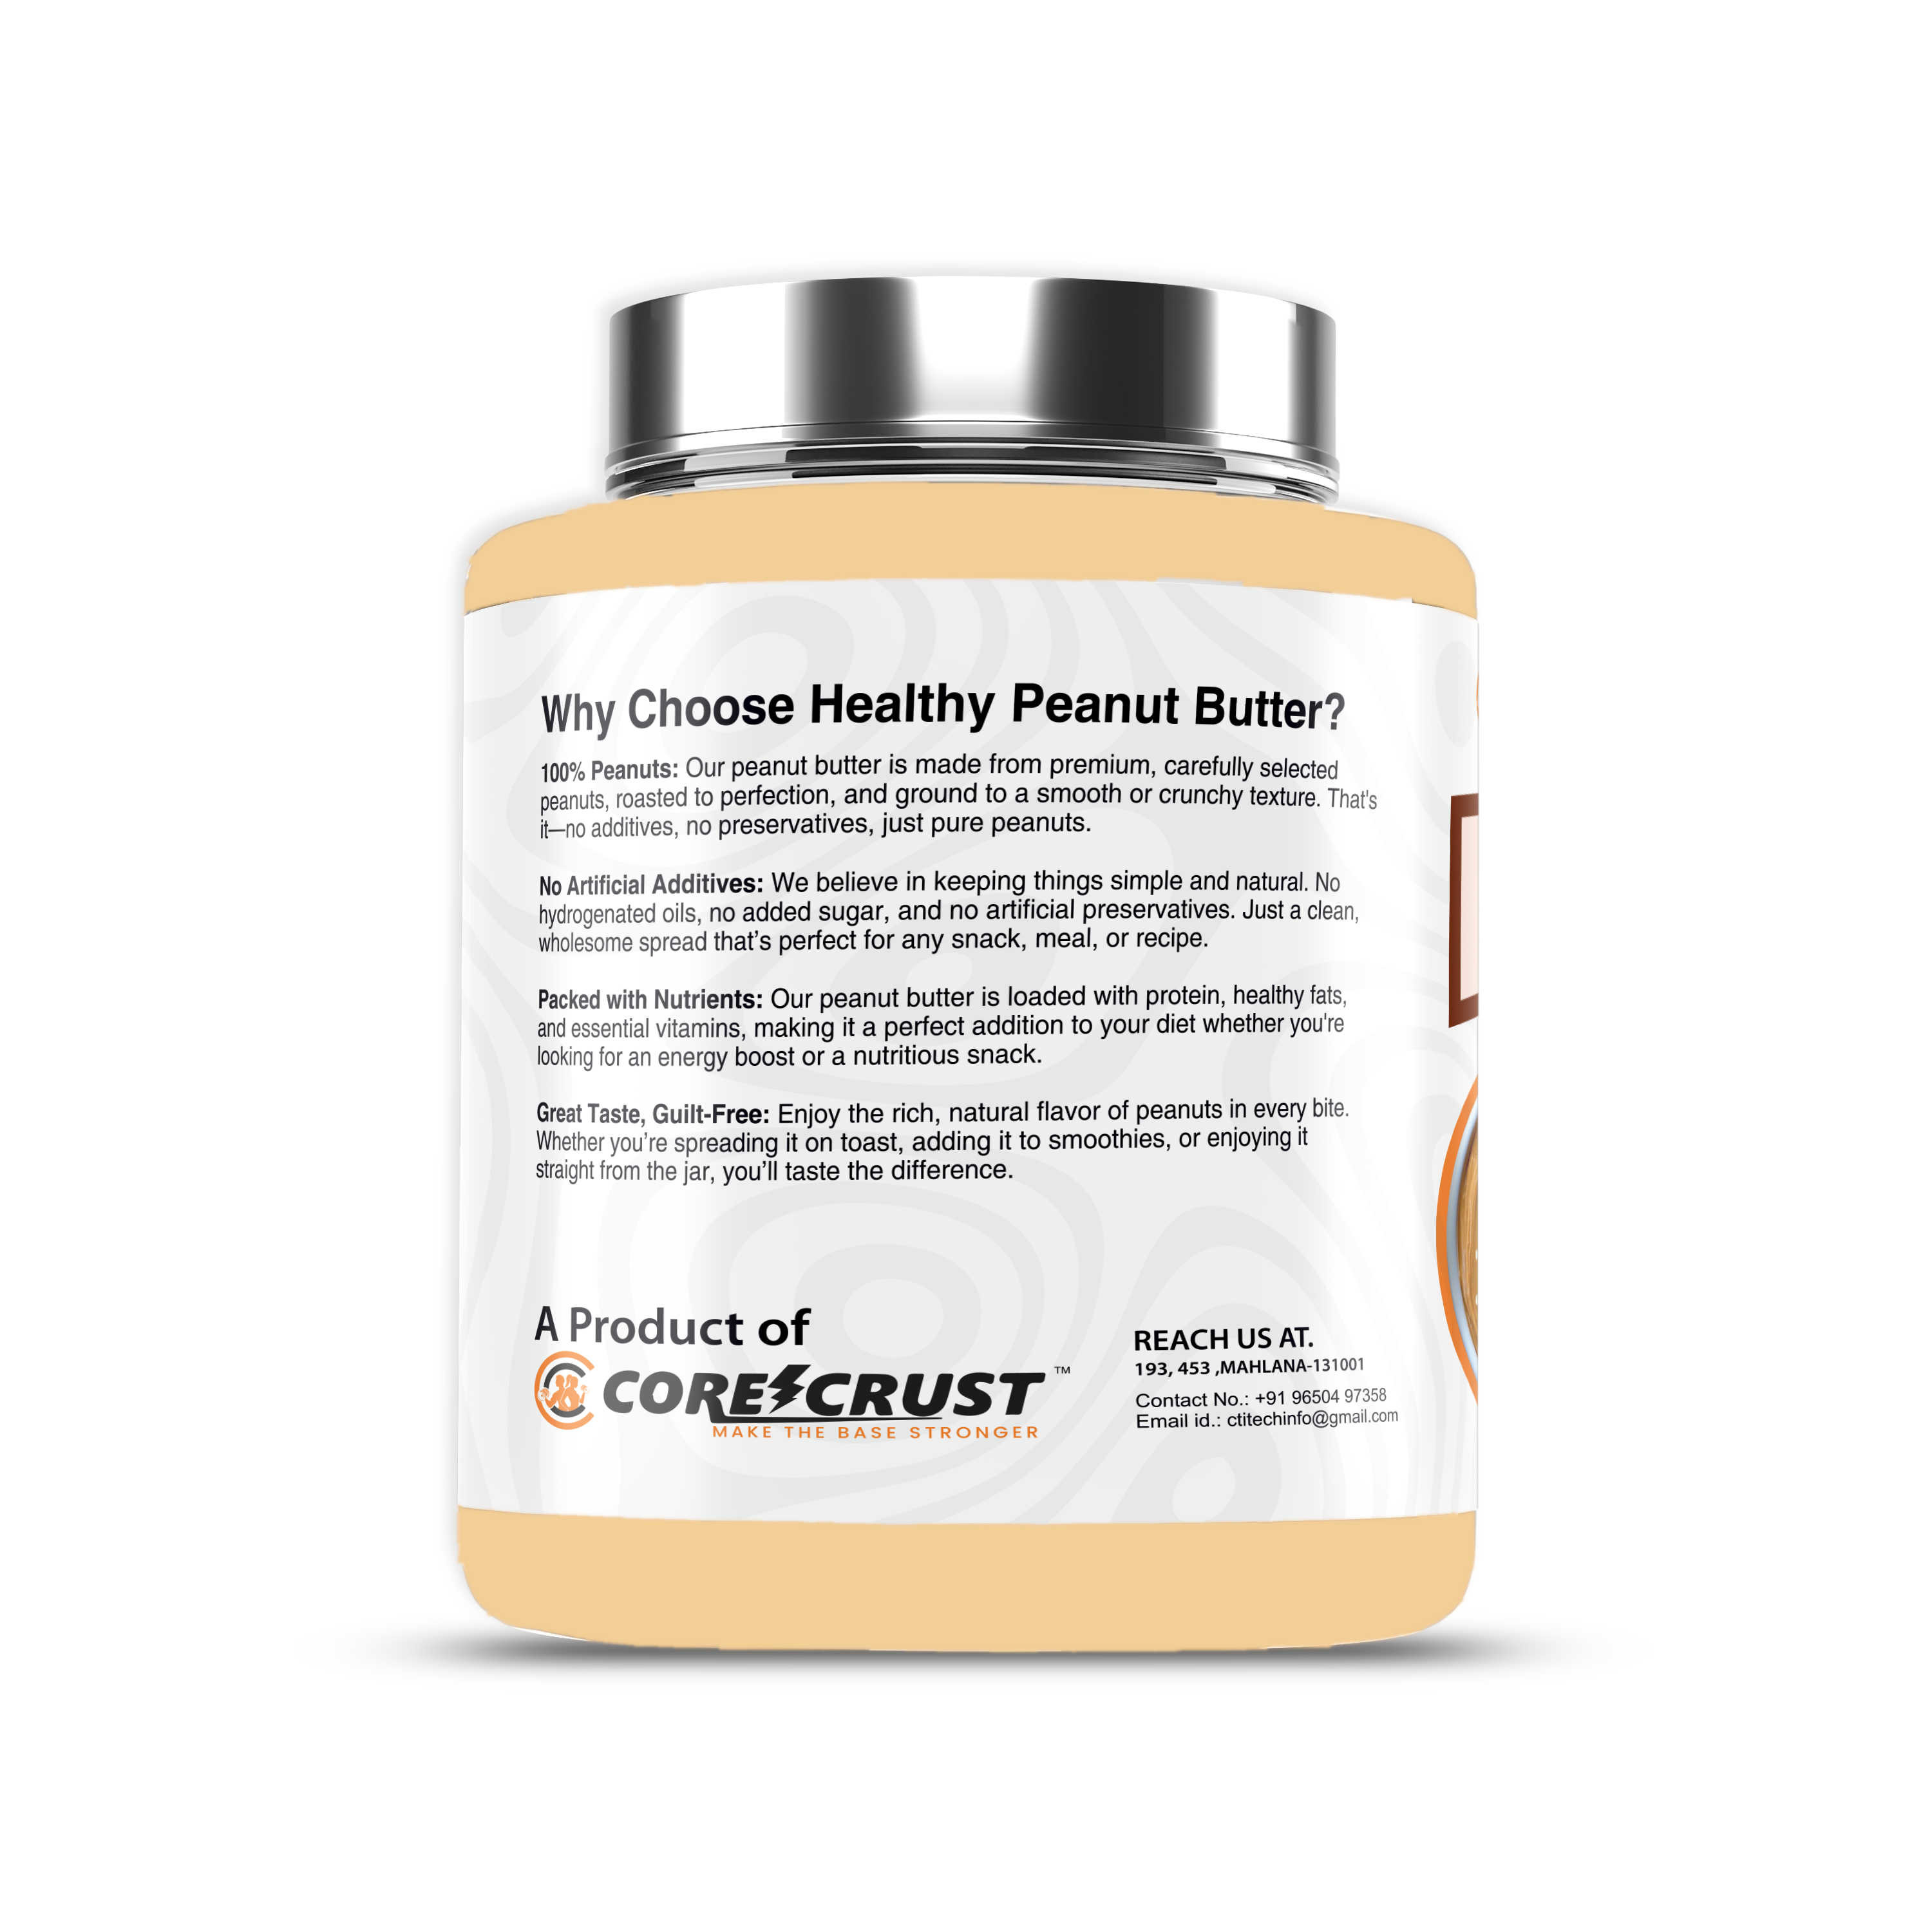 Why Choose Healthy Peanut Butter?
100% Peanuts: Our peanut butter is made from premium, carefully selected
peanuts, roasted to perfection, and ground to a smooth or crunchy texture. That's
it—no additives, no preservatives, just pure peanuts.
No Artificial Additives: We believe in keeping things simple and natural. No
hydrogenated oils, no added sugar, and no artificial preservatives. Just a clean,
wholesome spread that’s perfect for any snack, meal, or recipe.
Packed with Nutrients: Our peanut butter is loaded with protein, healthy fats,
and essential vitamins, making it a perfect addition to your diet whether you're
looking for an energy boost or a nutritious snack.
Great Taste, Guilt-Free: Enjoy the rich, natural flavor of peanuts in every bite.
Whether you’re spreading it on toast, adding it to smoothies, or enjoying it
straight from the jar, you’ll taste the difference.
A Product of
CORE CRUST ™
MAKE THE BASE STRONGER
REACH US AT.
193, 453 ,MAHLANA-131001
Contact No.: +91 96504 97358
Email id.: ctitechinfo@gmail.com